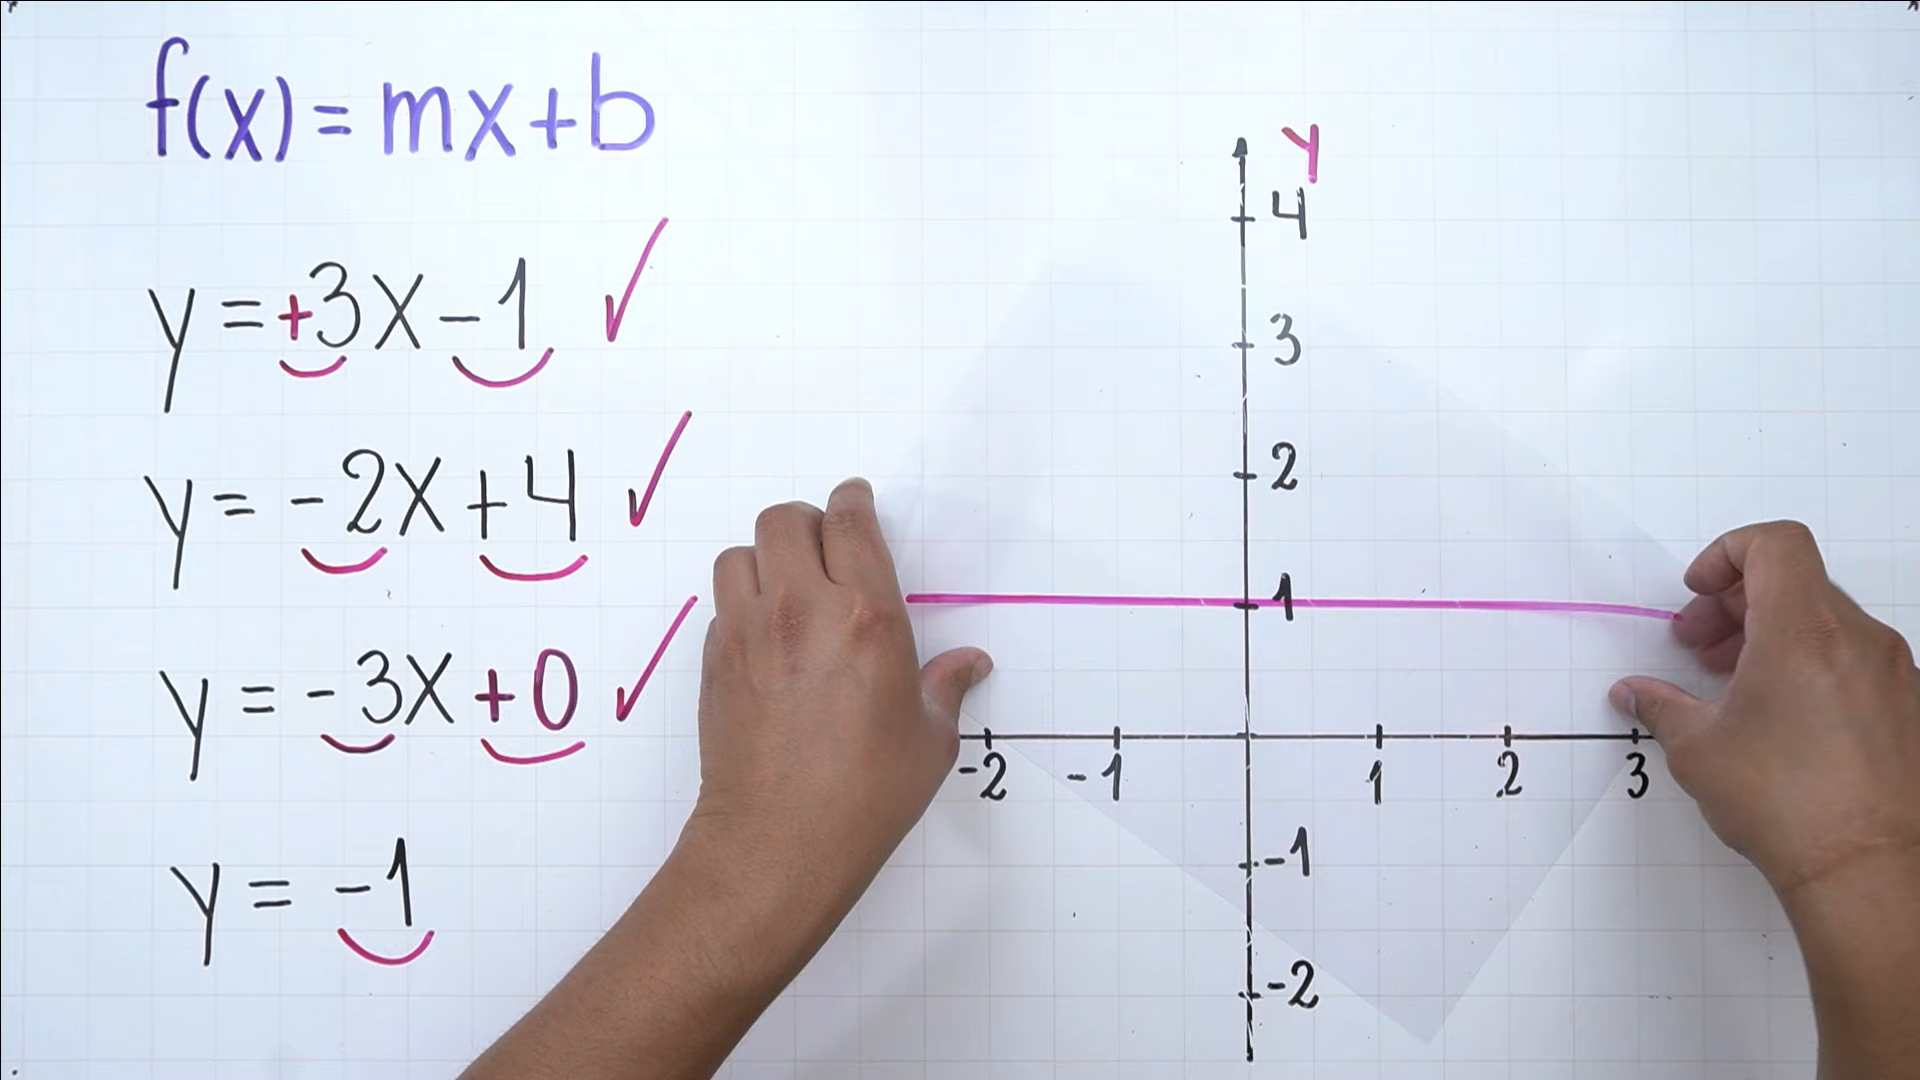 f(x) = mx+b
y = +3x - 1 ✓
y = -2x + 4 ✓
y = -3x + 0 ✓
y = -1
y
4
3
2
1
-2 -1 1 2 3
-1
-2